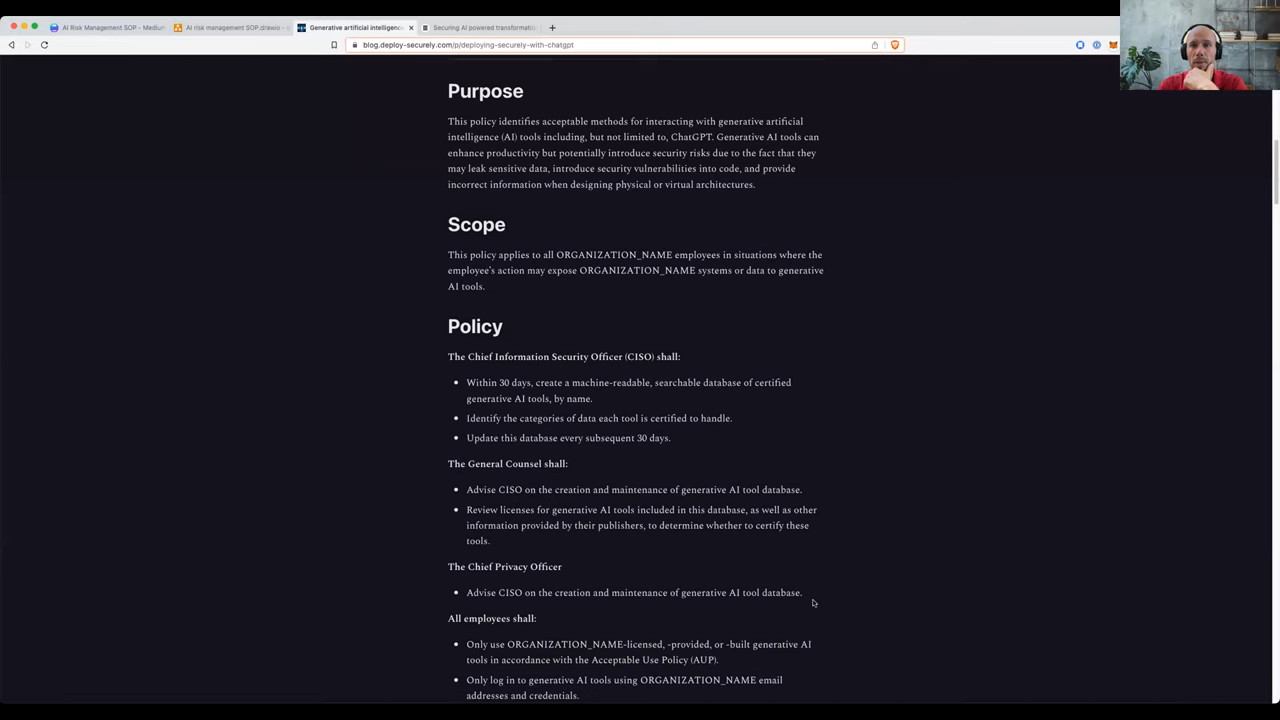 AI Risk Management SOP - Medium
AI risk management SOP.drawio -
Generative artificial intelligence
Securing AI powered transformati
blog.deploy-securely.com/p/deploying-securely-with-chatgpt
Purpose
This policy identifies acceptable methods for interacting with generative artificial
intelligence (AI) tools including, but not limited to, ChatGPT. Generative AI tools can
enhance productivity but potentially introduce security risks due to the fact that they
may leak sensitive data, introduce security vulnerabilities into code, and provide
incorrect information when designing physical or virtual architectures.
Scope
This policy applies to all ORGANIZATION_NAME employees in situations where the
employee's action may expose ORGANIZATION_NAME systems or data to generative
AI tools.
Policy
The Chief Information Security Officer (CISO) shall:
• Within 30 days, create a machine-readable, searchable database of certified
generative AI tools, by name.
• Identify the categories of data each tool is certified to handle.
• Update this database every subsequent 30 days.
The General Counsel shall:
• Advise CISO on the creation and maintenance of generative AI tool database.
• Review licenses for generative AI tools included in this database, as well as other
information provided by their publishers, to determine whether to certify these
tools.
The Chief Privacy Officer
• Advise CISO on the creation and maintenance of generative AI tool database.
All employees shall:
• Only use ORGANIZATION_NAME-licensed, -provided, or -built generative AI
tools in accordance with the Acceptable Use Policy (AUP).
• Only log in to generative AI tools using ORGANIZATION_NAME email
addresses and credentials.